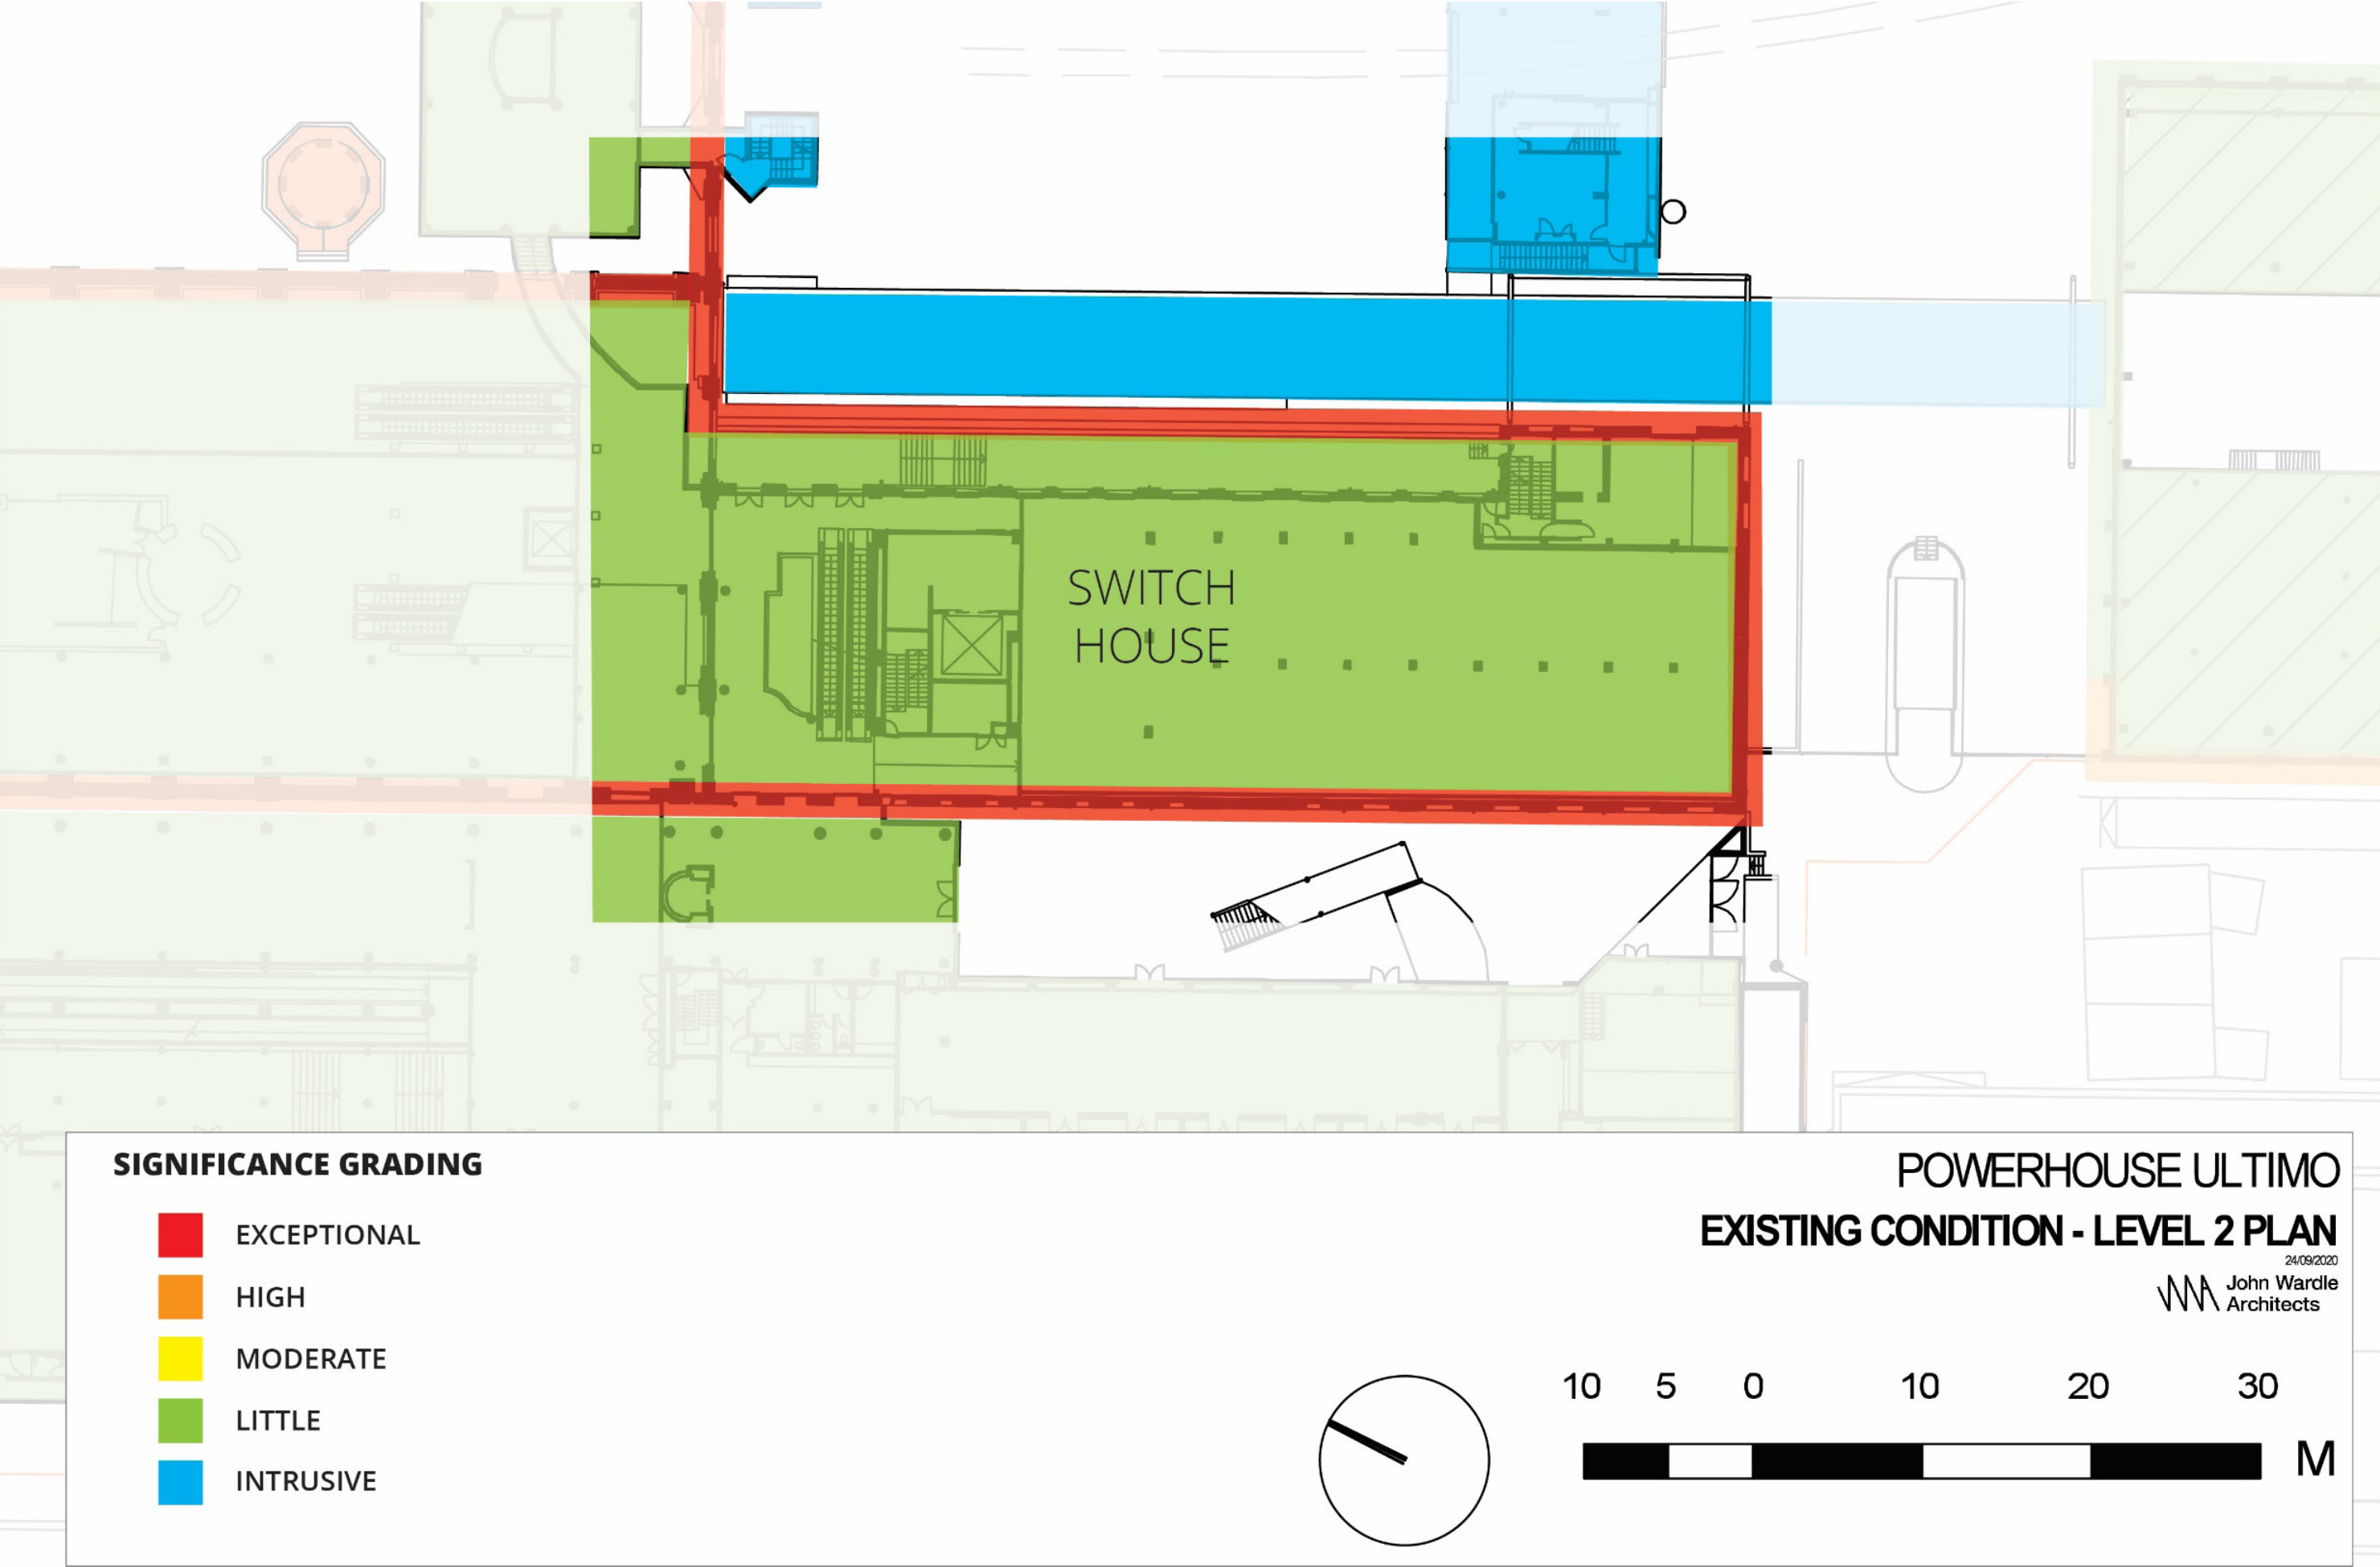 SWITCH
HOUSE
SIGNIFICANCE GRADING
EXCEPTIONAL
HIGH
MODERATE
LITTLE
INTRUSIVE
POWERHOUSE ULTIMO
EXISTING CONDITION - LEVEL 2 PLAN
24/09/2020
John Wardle
Architects
10 5 0 10 20 30
M